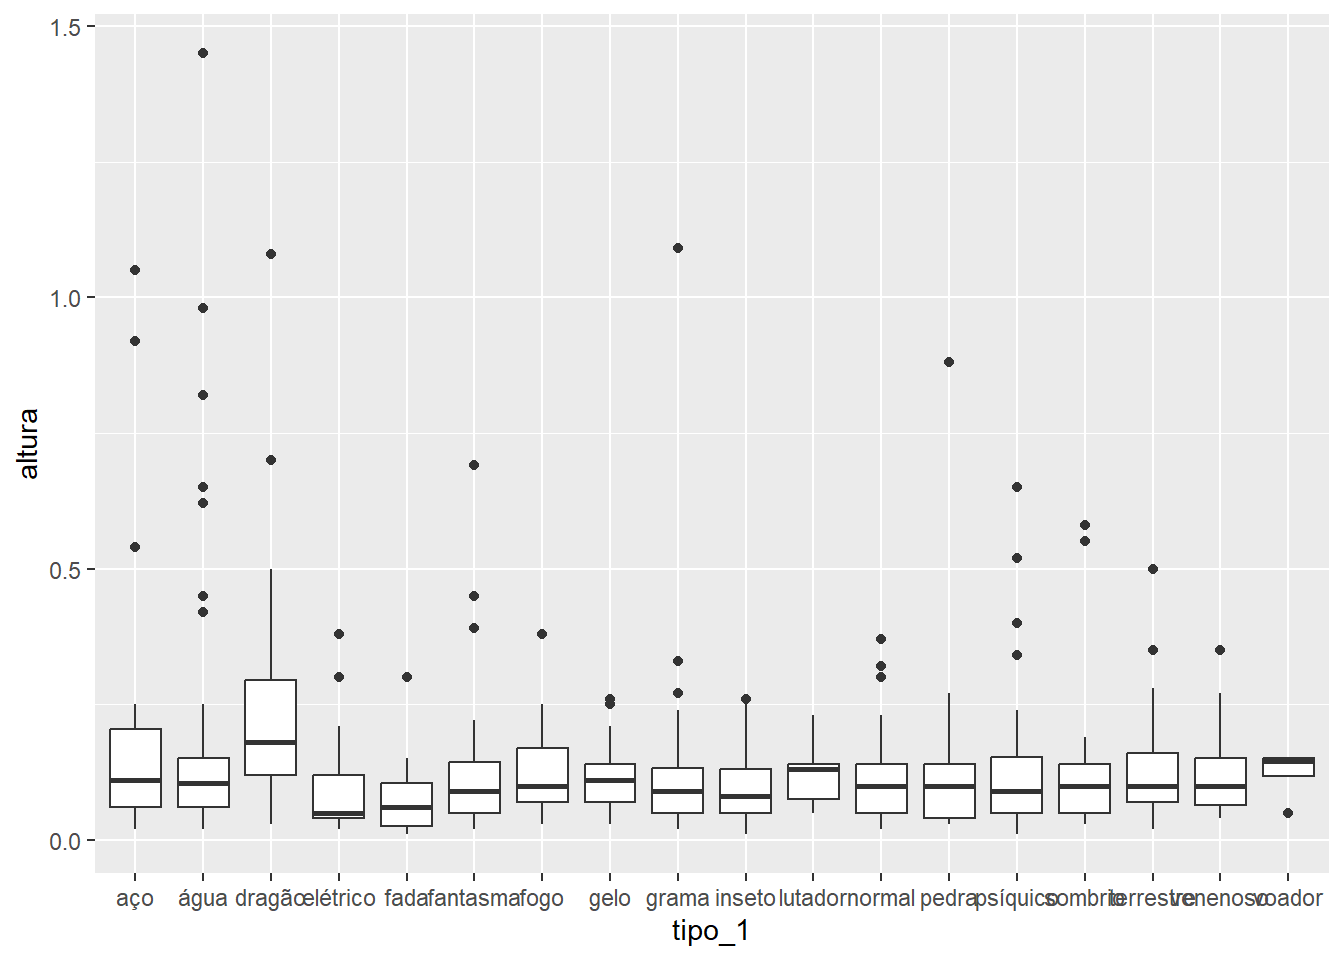 1.5
1.0
0.5
0.0
altura
aço água dragão elétrico fada fantasma fogo gelo grama inseto lutador normal pedra psíquico sombrio terrestre venenoso voador
tipo_1